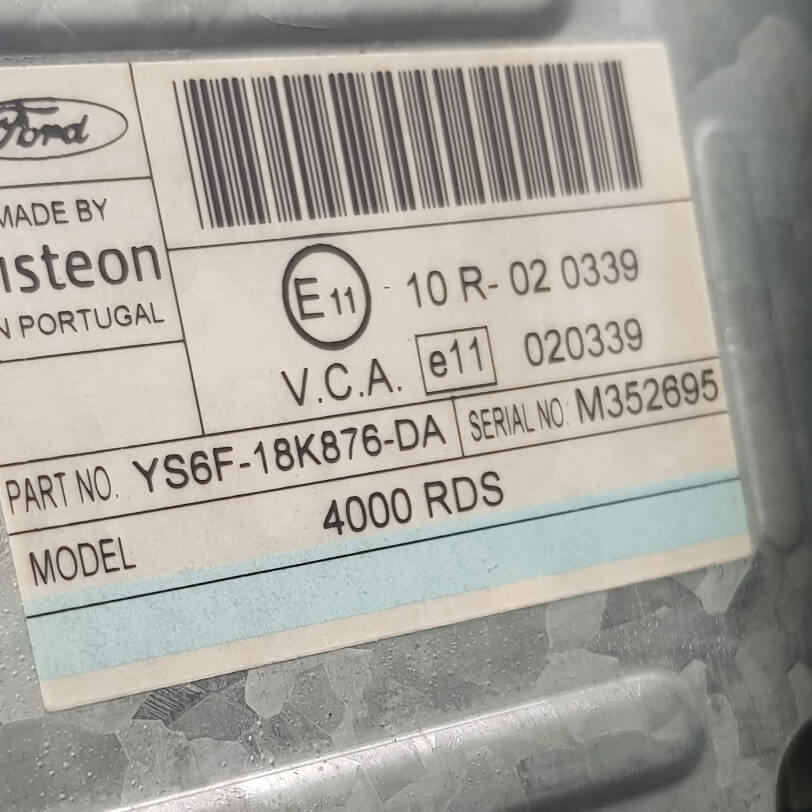 Ford
MADE BY
isteon
N PORTUGAL
E 11 - 10 R- 02 0339
V.C.A. e11 020339
PART NO. YS6F-18K876-DA SERIAL NO: M352695
MODEL 4000 RDS